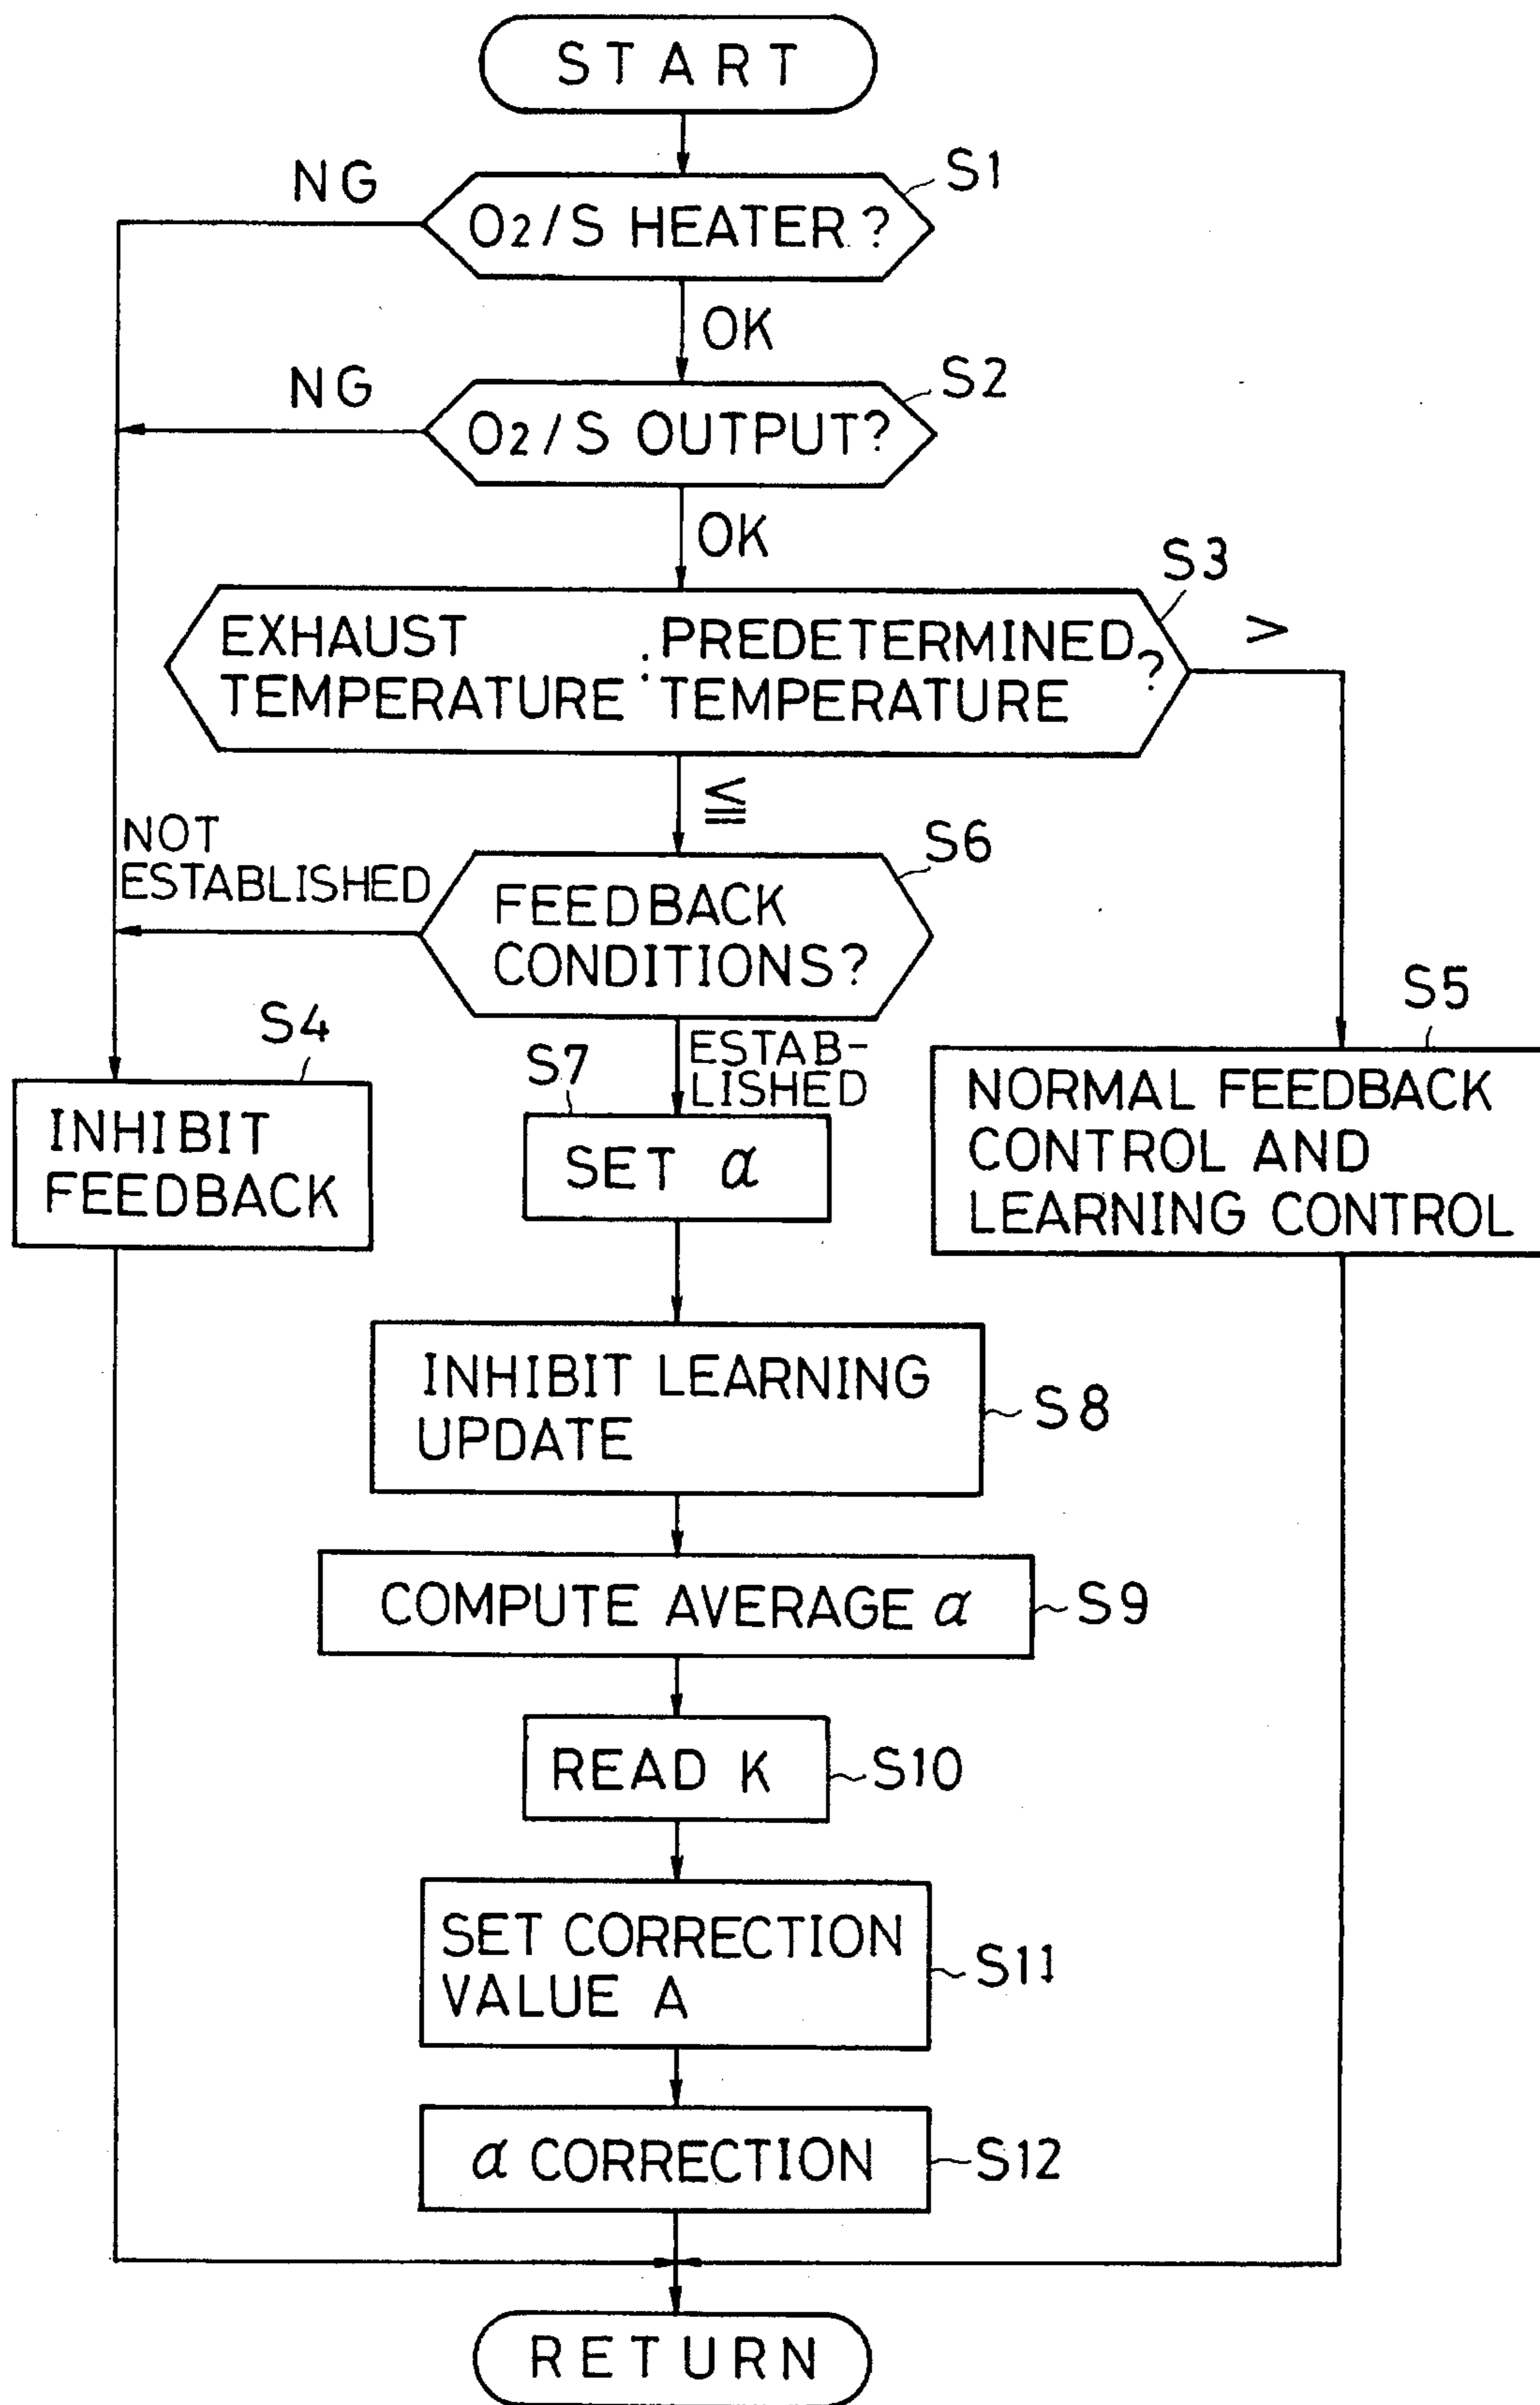 START
S1
NG
O2/S HEATER?
OK
S2
NG
O2/S OUTPUT?
OK
S3
>
EXHAUST
TEMPERATURE
:
PREDETERMINED
TEMPERATURE
?
≦
NOT
ESTABLISHED
S6
FEEDBACK
CONDITIONS?
S4
INHIBIT
FEEDBACK
ESTAB-
LISHED
S7
SET α
S5
NORMAL FEEDBACK
CONTROL AND
LEARNING CONTROL
INHIBIT LEARNING
UPDATE
S8
COMPUTE AVERAGE α
S9
READ K
S10
SET CORRECTION
VALUE A
S11
α CORRECTION
S12
RETURN